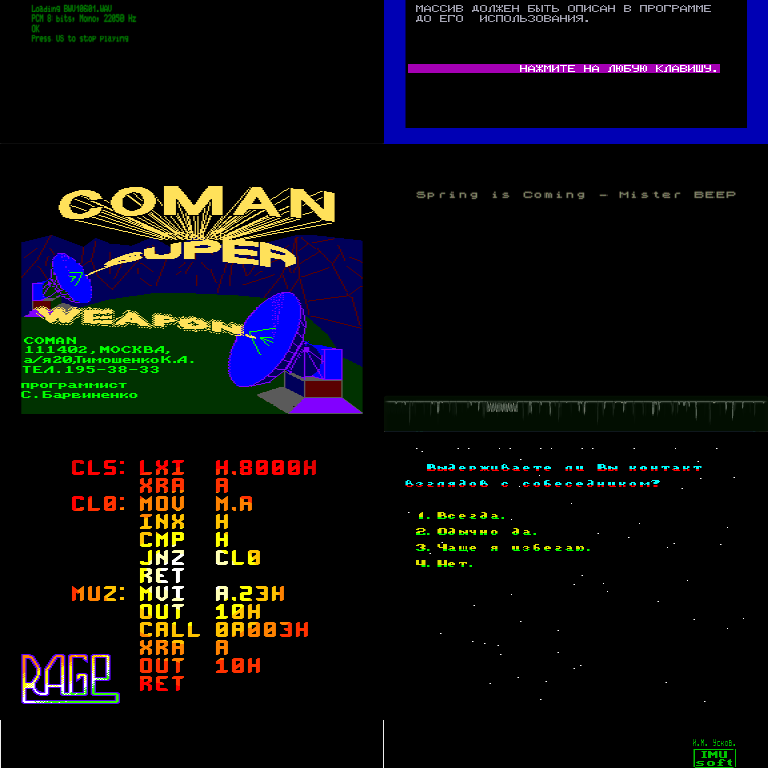 Loading BWV10601.WAV
PCM 8 bits, Mono, 22050 Hz
OK
Press US to stop playing
МАССИВ ДОЛЖЕН БЫТЬ ОПИСАН В ПРОГРАММЕ
ДО ЕГО ИСПОЛЬЗОВАНИЯ.
НАЖМИТЕ НА ЛЮБУЮ КЛАВИШУ.
COMAN
SUPER
WEAPON
COMAN
111402, МОСКВА,
а/я20,Тимошенко К.А.
ТЕЛ.195-38-33
программист
С.Барвиненко
Spring is Coming - Mister BEEP
CLS: LXI H.8000H
XRA A
CL0: MOV M.A
INX H
CMP H
JNZ CL0
RET
MUZ: MVI A.23H
OUT 10H
CALL 0A003H
XRA A
OUT 10H
RET
RAGE
Выдерживаете ли Вы контакт
взглядов с собеседником?
1. Всегда.
2. Обычно да.
3. Чаще я избегаю.
4. Нет.
И.М. Усков.
IMU
soft